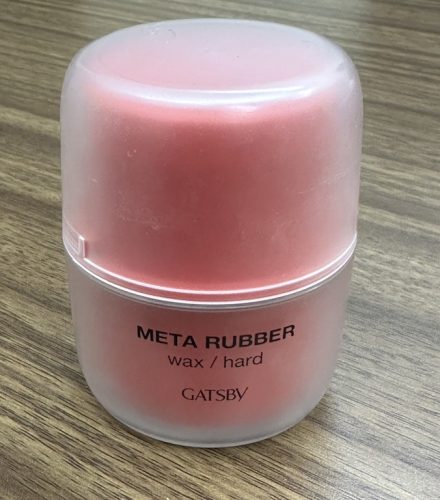 META RUBBER
wax / hard
GATSBY